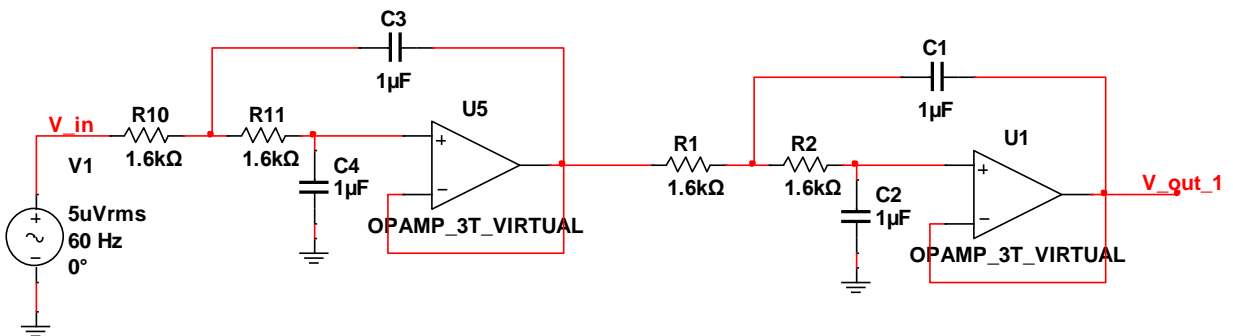 C3
1µF
C1
1µF
R10
1.6kΩ
R11
1.6kΩ
U5
V_in
V1
5uVrms
60 Hz
0°
C4
1µF
+
−
OPAMP_3T_VIRTUAL
R1
1.6kΩ
R2
1.6kΩ
U1
C2
1µF
+
−
OPAMP_3T_VIRTUAL
V_out_1